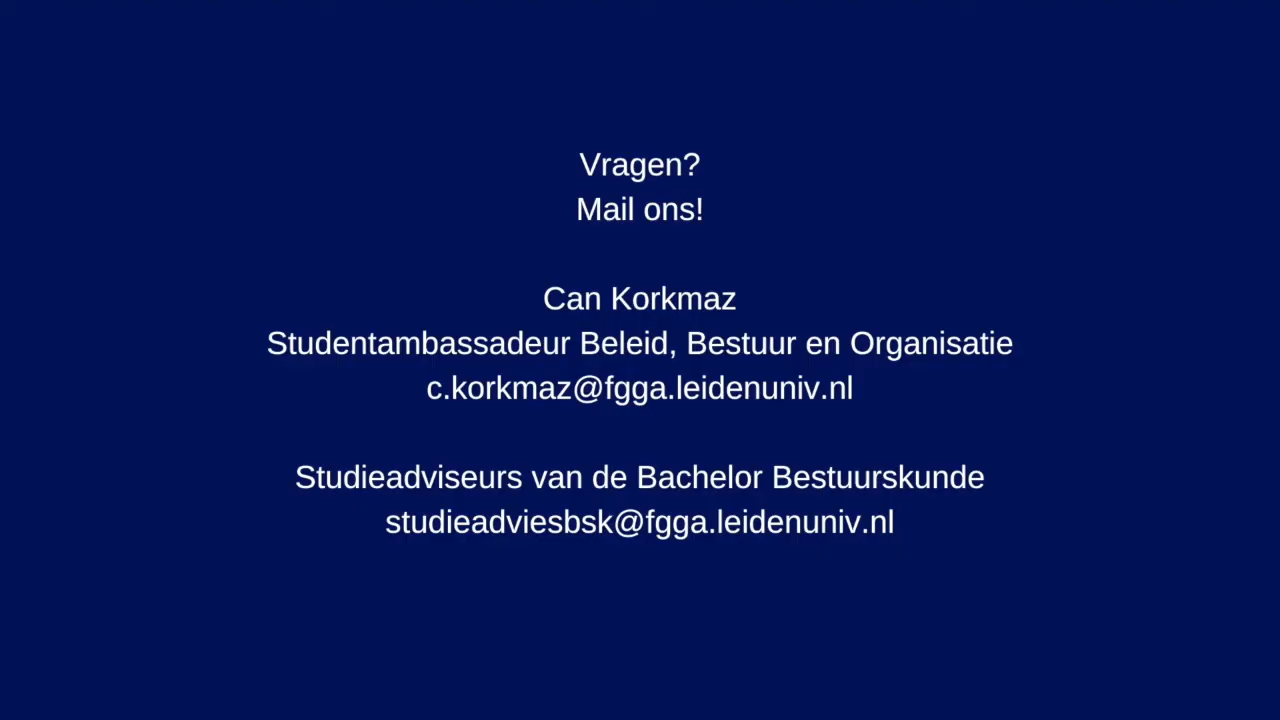 Vragen?
Mail ons!
Can Korkmaz
Studentambassadeur Beleid, Bestuur en Organisatie
c.korkmaz@fgga.leidenuniv.nl
Studieadviseurs van de Bachelor Bestuurskunde
studieadviesbsk@fgga.leidenuniv.nl